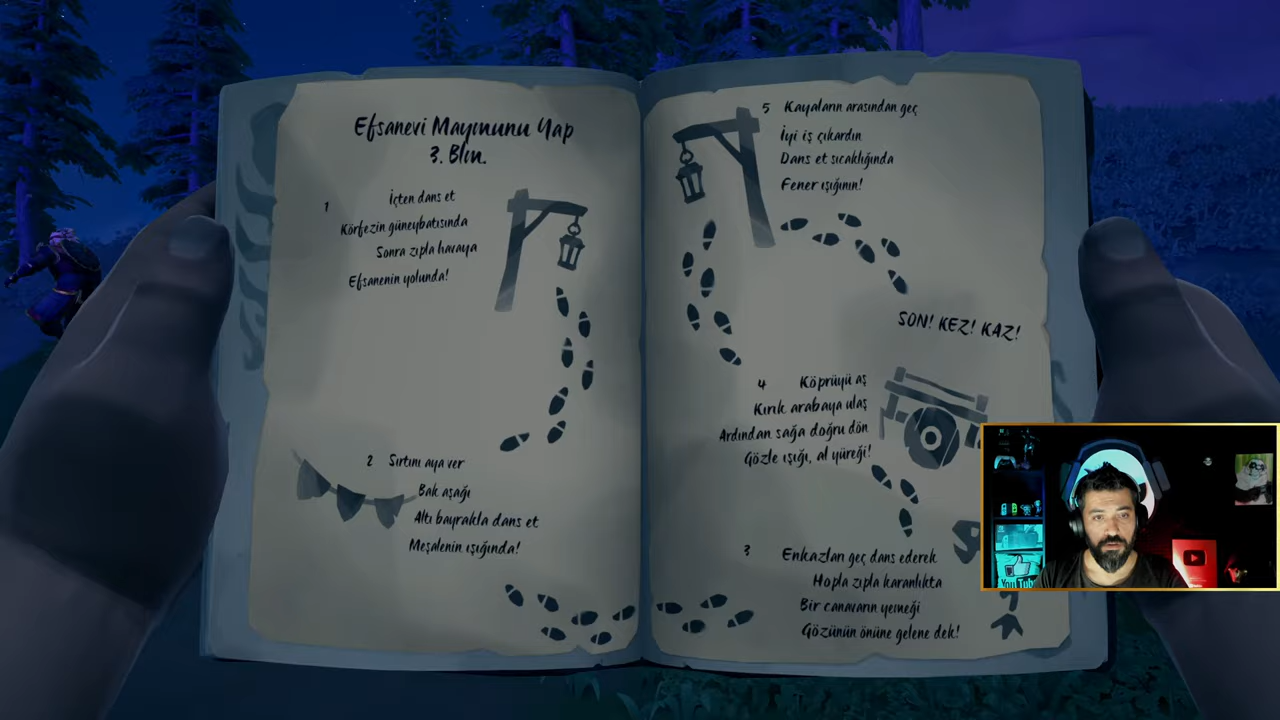 Efsanevi Maymunu Yap
3. Blm.
1 İçten dans et
Körfezin güneybatısında
Sonra zıpla havaya
Efsanenin yolunda!
2 Sırtını aya ver
Bak aşağı
Altı bayrakla dans et
Meşalenin ışığında!
3 Enkazdan geç dans ederek
Hopla zıpla karanlıkta
Bir canavarın yemeği
Gözünün önüne gelene dek!
4 Köprüyü aş
Kırık arabaya ulaş
Ardından sağa doğru dön
Gözle ışığı, al yüreği!
5 Kayaların arasından geç
İyi iş çıkardın
Dans et sıcaklığında
Fener ışığının!
SON! KEZ! KAZ!
YouTube